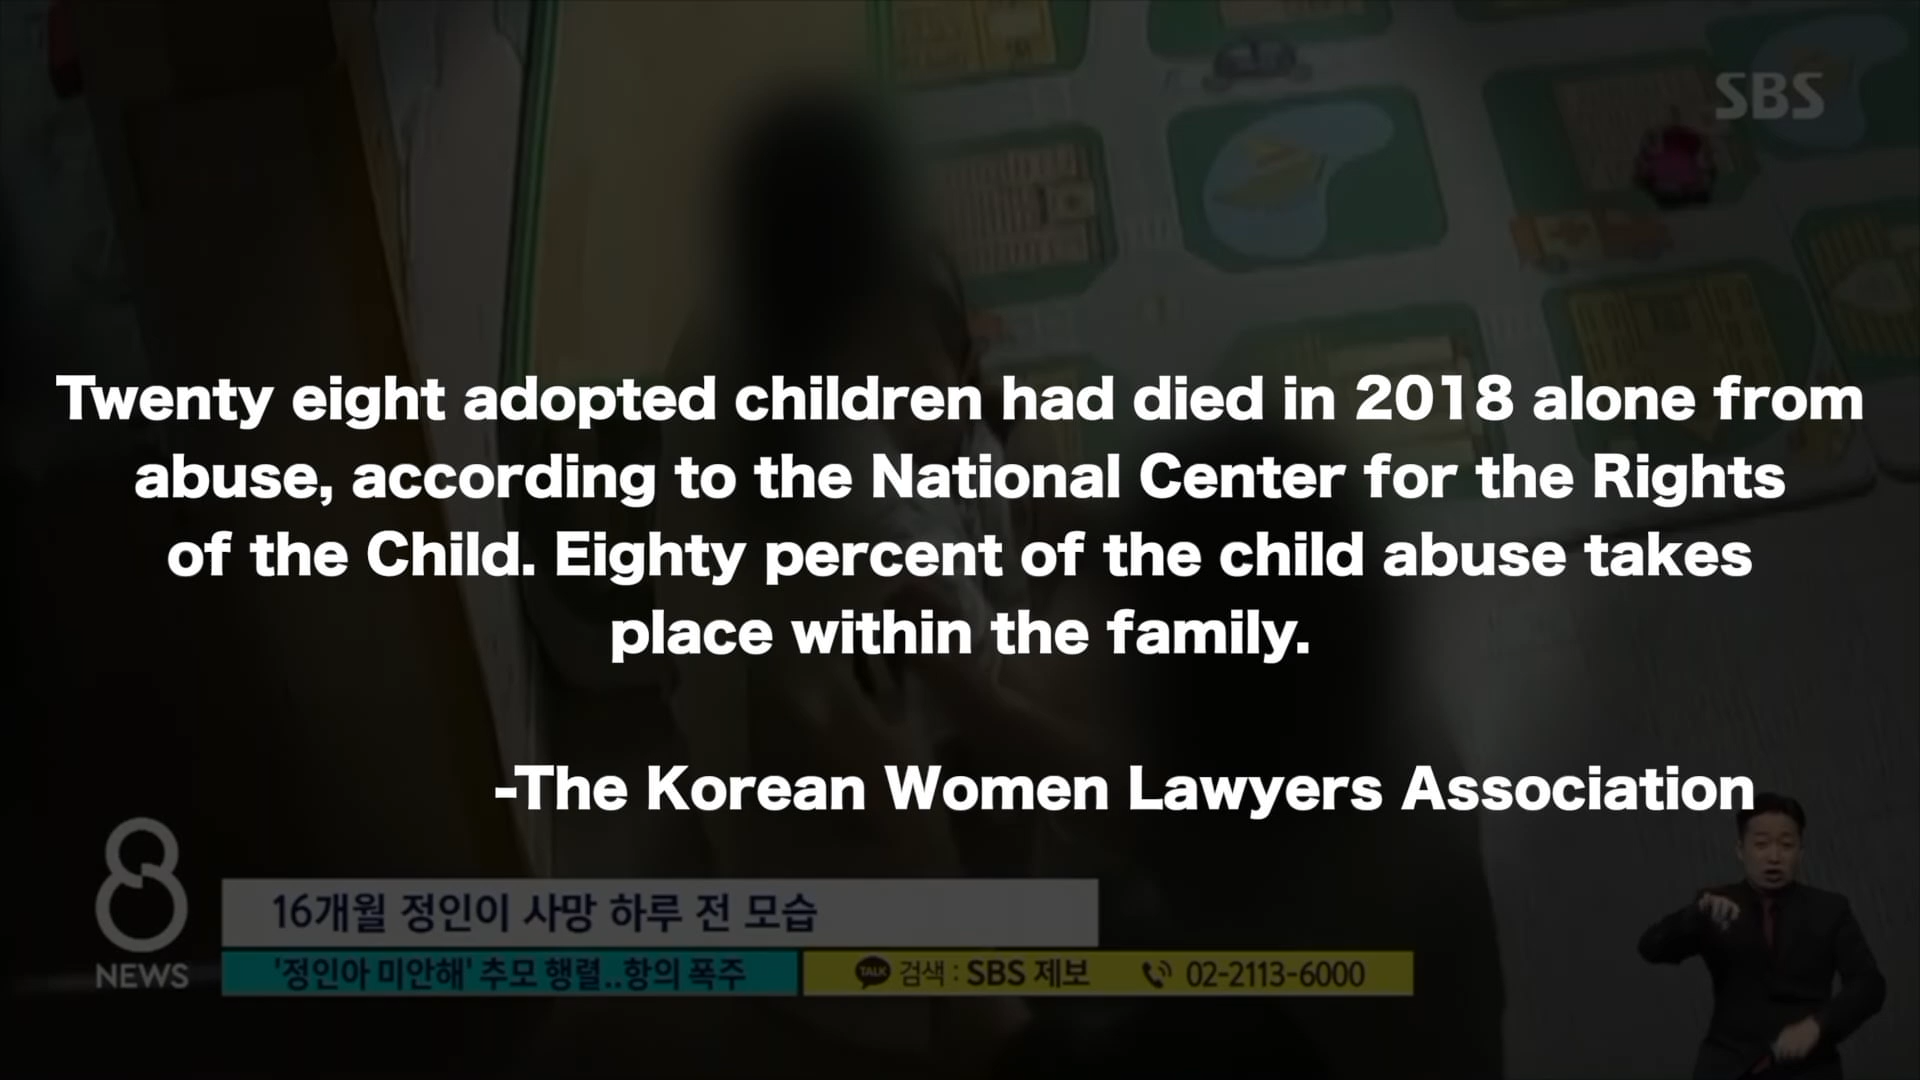 SBS
Twenty eight adopted children had died in 2018 alone from
abuse, according to the National Center for the Rights
of the Child. Eighty percent of the child abuse takes
place within the family.
-The Korean Women Lawyers Association
8
NEWS
16개월 정인이 사망 하루 전 모습
'정인아 미안해' 추모 행렬..항의 폭주
TALK 검색 : SBS 제보 02-2113-6000